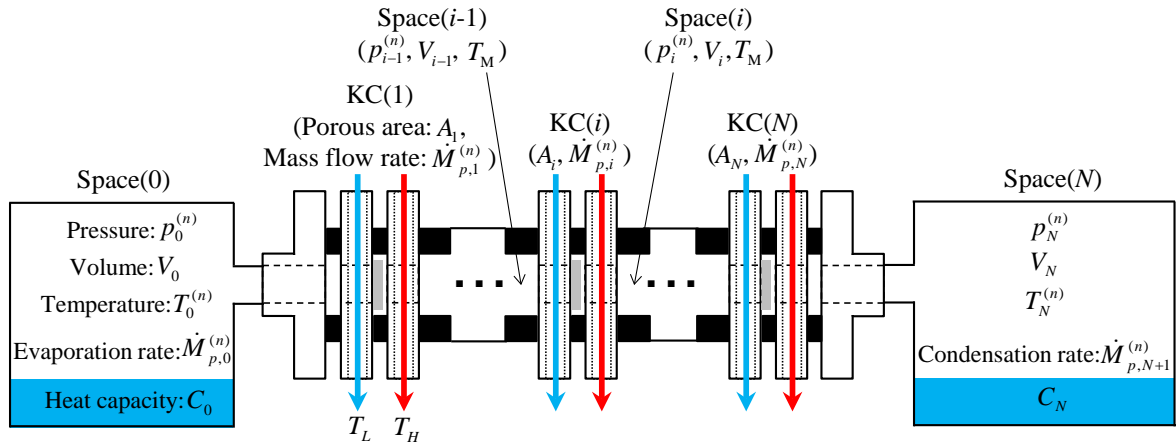 Space(i-1)
(p_{i-1}^{(n)}, V_{i-1}, T_M)
Space(i)
(p_i^{(n)}, V_i, T_M)
KC(1)
(Porous area: A_1,
Mass flow rate: Ṁ_{p,1}^{(n)})
KC(i)
(A_i, Ṁ_{p,i}^{(n)})
KC(N)
(A_N, Ṁ_{p,N}^{(n)})
Space(0)
Pressure: p_0^{(n)}
Volume: V_0
Temperature: T_0^{(n)}
Evaporation rate: Ṁ_{p,0}^{(n)}
Heat capacity: C_0
... ...
T_L T_H
Space(N)
p_N^{(n)}
V_N
T_N^{(n)}
Condensation rate: Ṁ_{p,N+1}^{(n)}
C_N